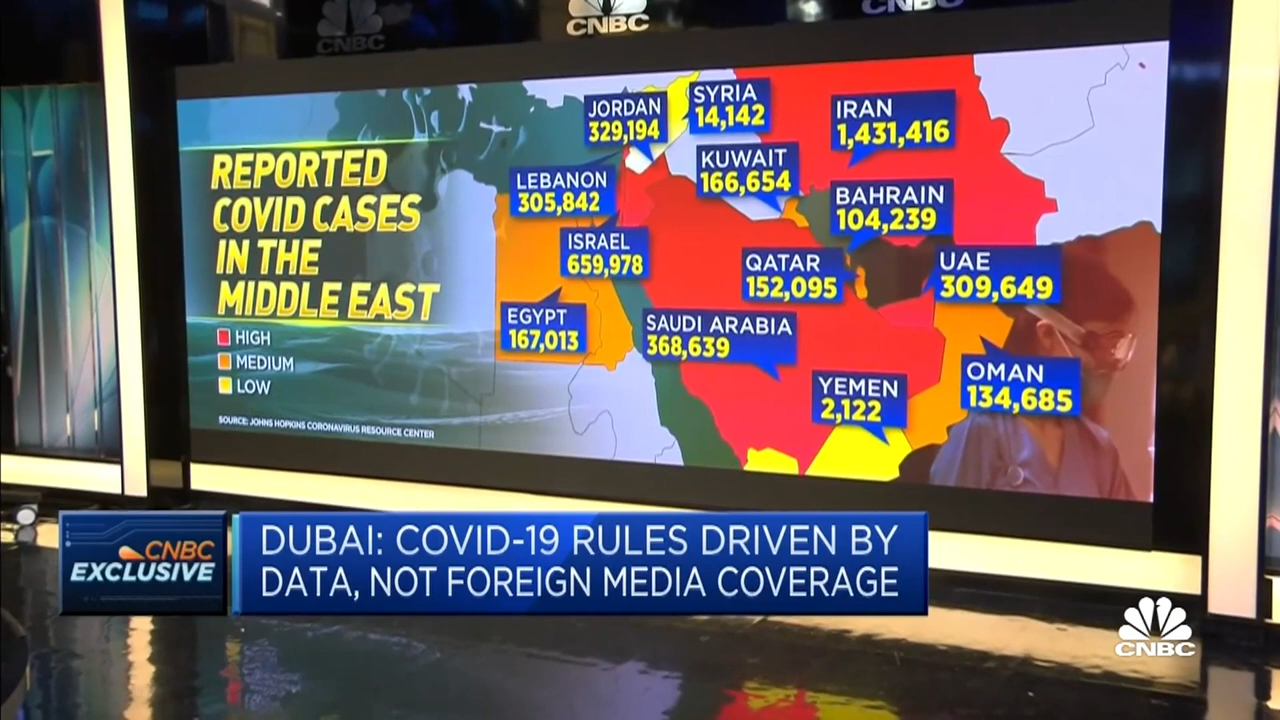 CNBC
CNBC
CNBC
REPORTED
COVID CASES
IN THE
MIDDLE EAST
HIGH
MEDIUM
LOW
SOURCE: JOHNS HOPKINS CORONAVIRUS RESOURCE CENTER
JORDAN
329,194
SYRIA
14,142
IRAN
1,431,416
LEBANON
305,842
KUWAIT
166,654
BAHRAIN
104,239
ISRAEL
659,978
QATAR
152,095
UAE
309,649
EGYPT
167,013
SAUDI ARABIA
368,639
YEMEN
2,122
OMAN
134,685
CNBC
EXCLUSIVE
DUBAI: COVID-19 RULES DRIVEN BY
DATA, NOT FOREIGN MEDIA COVERAGE
CNBC